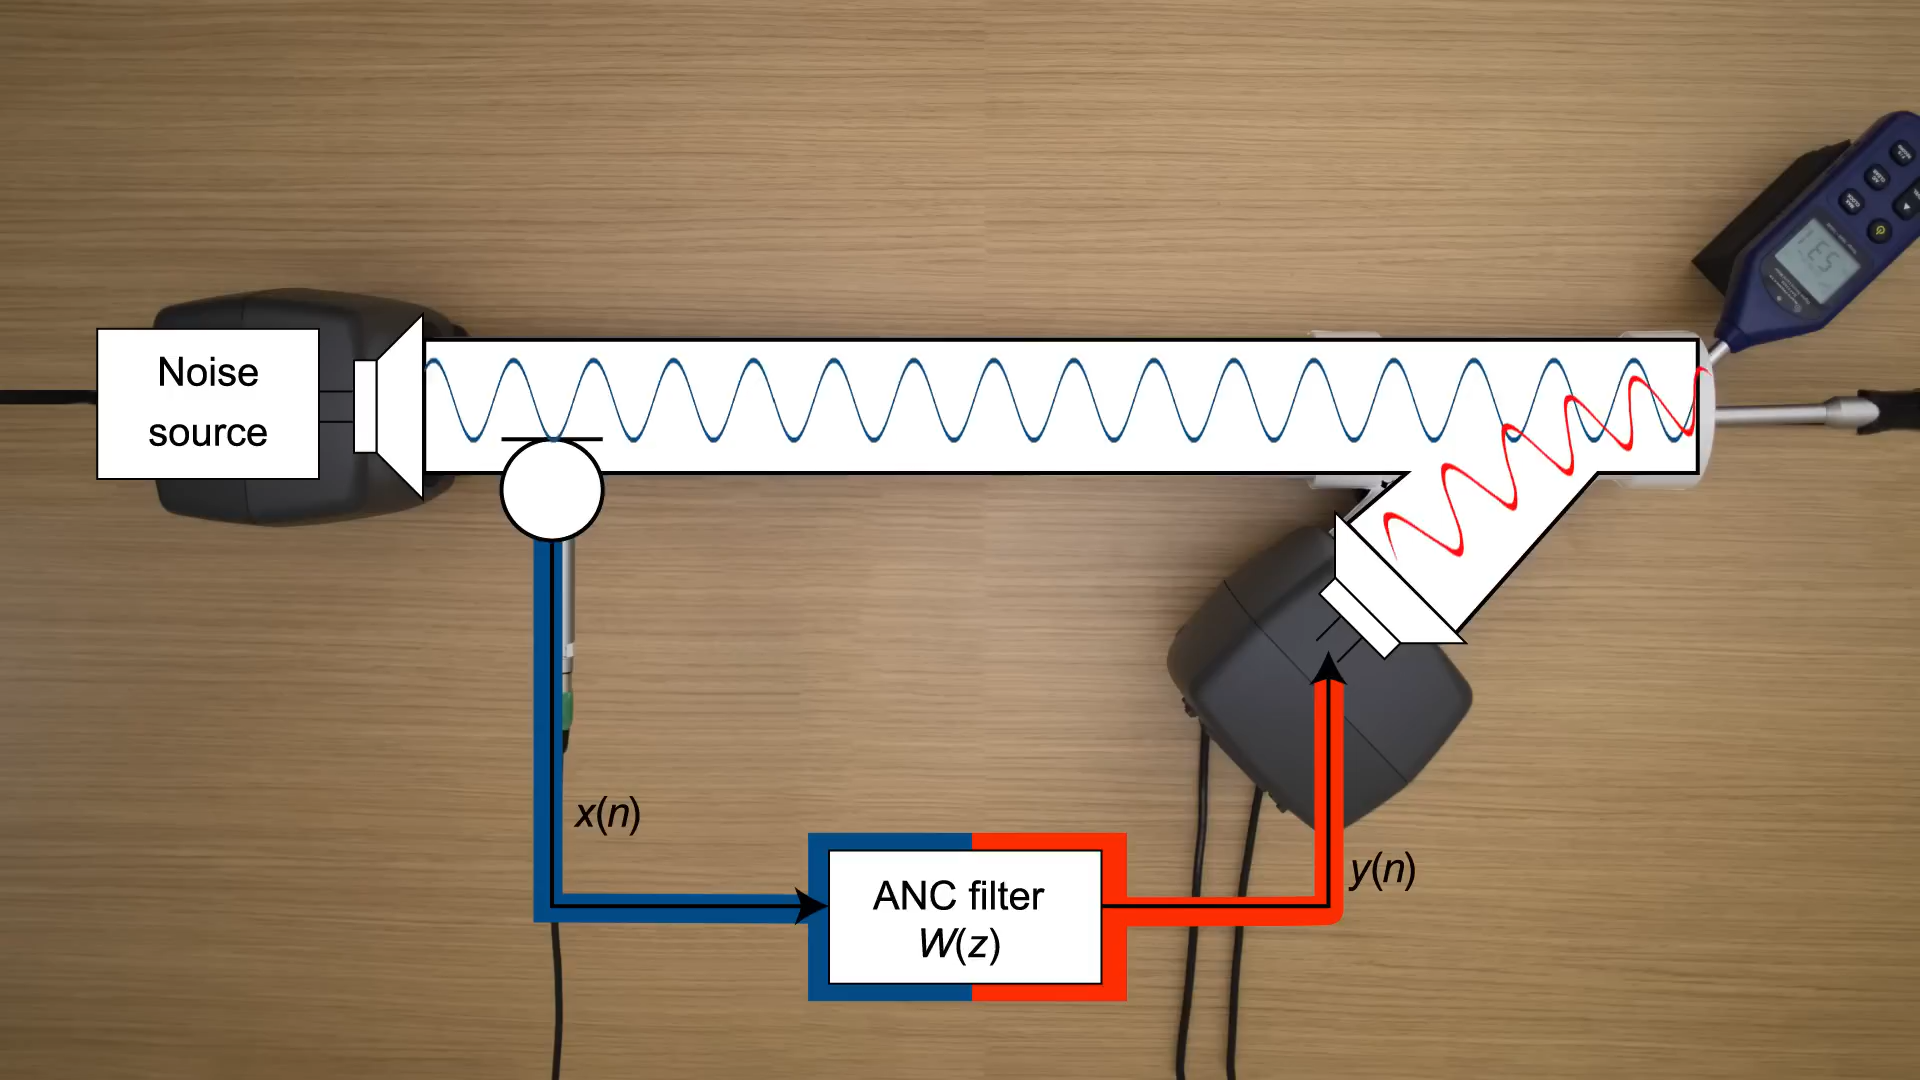 Noise
source
x(n)
ANC filter
W(z)
y(n)